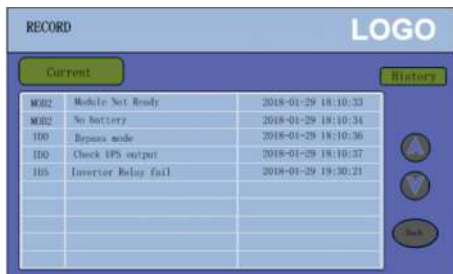 RECORD
LOGO
Current
History
MOD2 Module Not Ready 2018-01-29 18:10:33
MOD2 No battery 2018-01-29 18:10:34
ID0 Bypass mode 2018-01-29 18:10:36
ID0 Check UPS output 2018-01-29 18:10:37
Inverter Relay fail 2018-01-29 19:30:21
Back